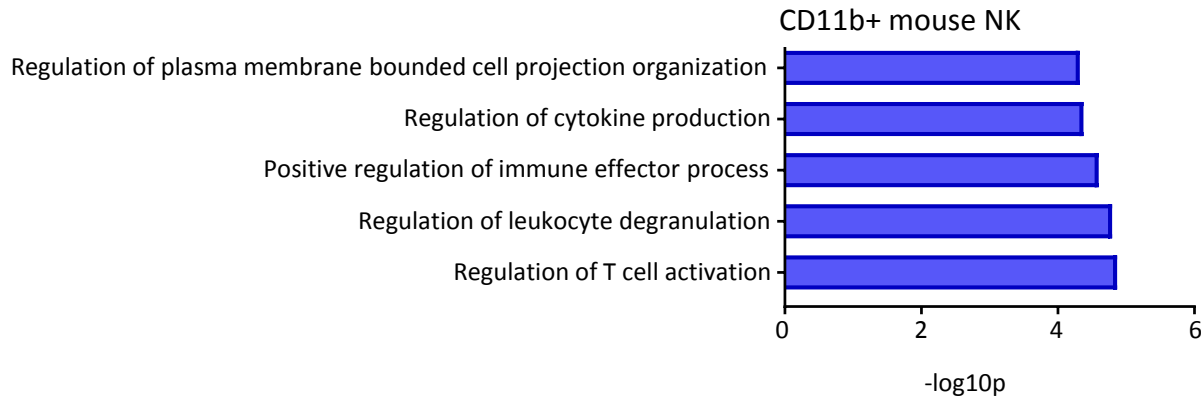 CD11b+ mouse NK
Regulation of plasma membrane bounded cell projection organization
Regulation of cytokine production
Positive regulation of immune effector process
Regulation of leukocyte degranulation
Regulation of T cell activation
0 2 4 6
-log10p